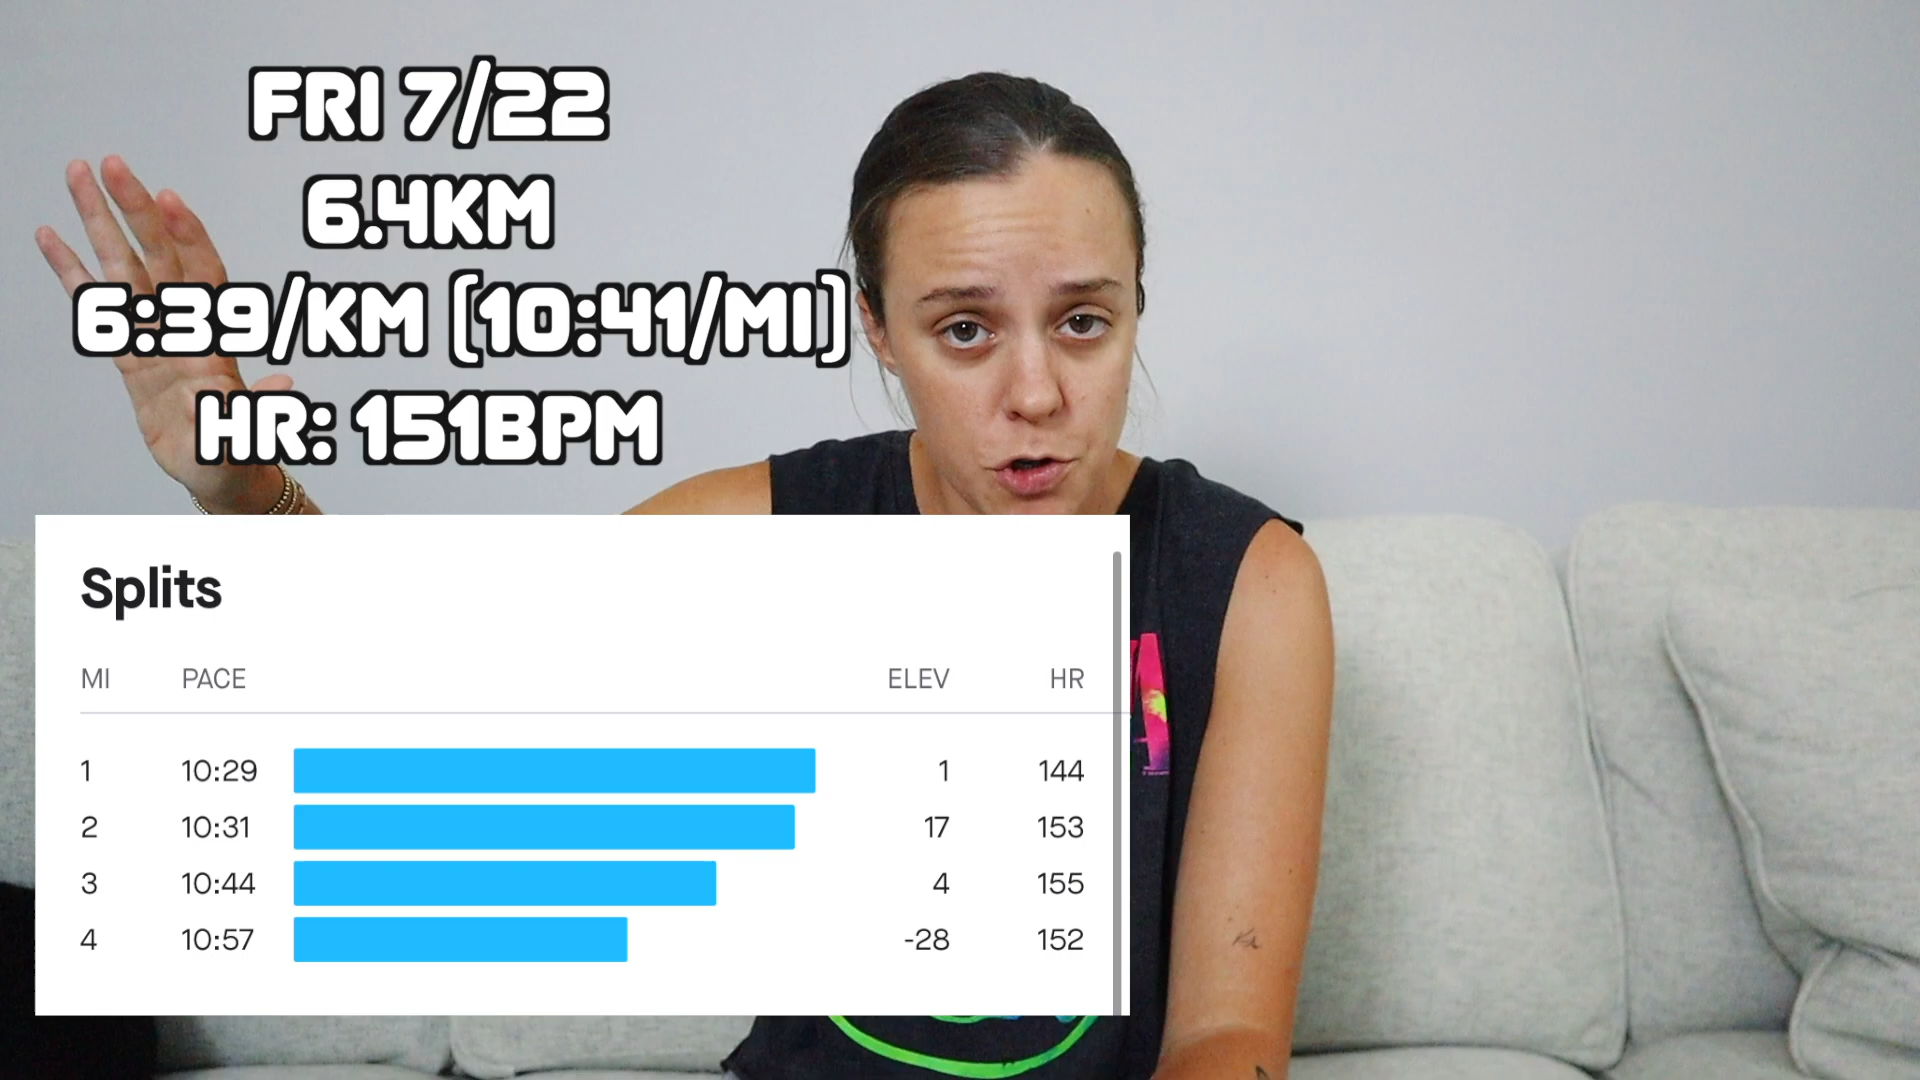 FRI 7/22
6.4KM
6:39/KM (10:41/MI)
HR: 151BPM
Splits
MI PACE ELEV HR
1 10:29 1 144
2 10:31 17 153
3 10:44 4 155
4 10:57 -28 152